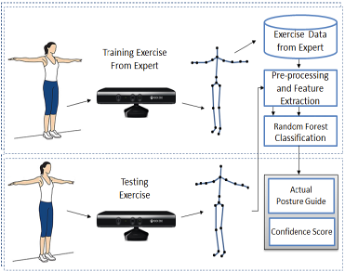 Training Exercise
From Expert
Exercise Data
from Expert
Pre-processing
and Feature
Extraction
Random Forest
Classification
Testing
Exercise
Actual
Posture Guide
Confidence Score